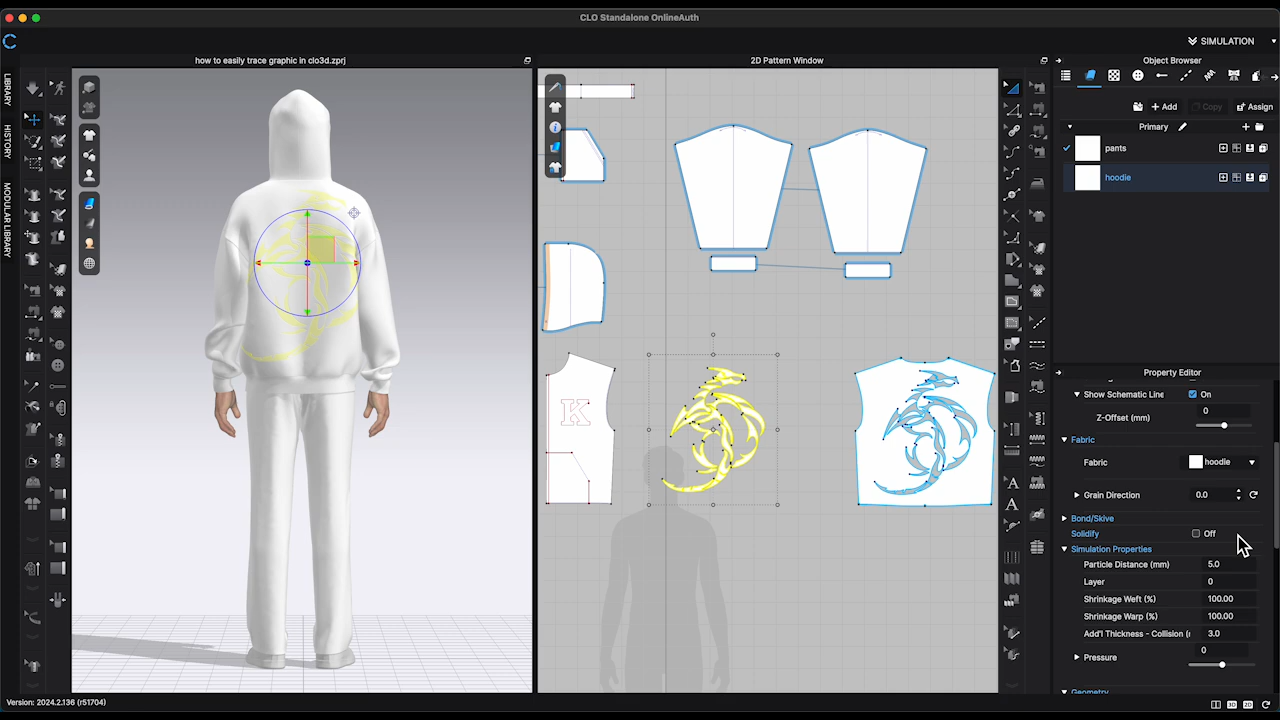 CLO Standalone OnlineAuth
SIMULATION
how to easily trace graphic in clo3d.zprj
2D Pattern Window
Object Browser
LIBRARY
HISTORY
MODULAR LIBRARY
+ Add
Copy
Assign
Primary
pants
hoodie
K
Property Editor
Show Schematic Line
On
Z-Offset (mm)
0
Fabric
Fabric
hoodie
Grain Direction
0.0
Bond/Skive
Solidify
Off
Simulation Properties
Particle Distance (mm)
5.0
Layer
0
Shrinkage Weft (%)
100.00
Shrinkage Warp (%)
100.00
Add'l Thickness - Collision (r
3.0
Pressure
0
Geometry
Version: 2024.2.136 (r51704)
3D
2D